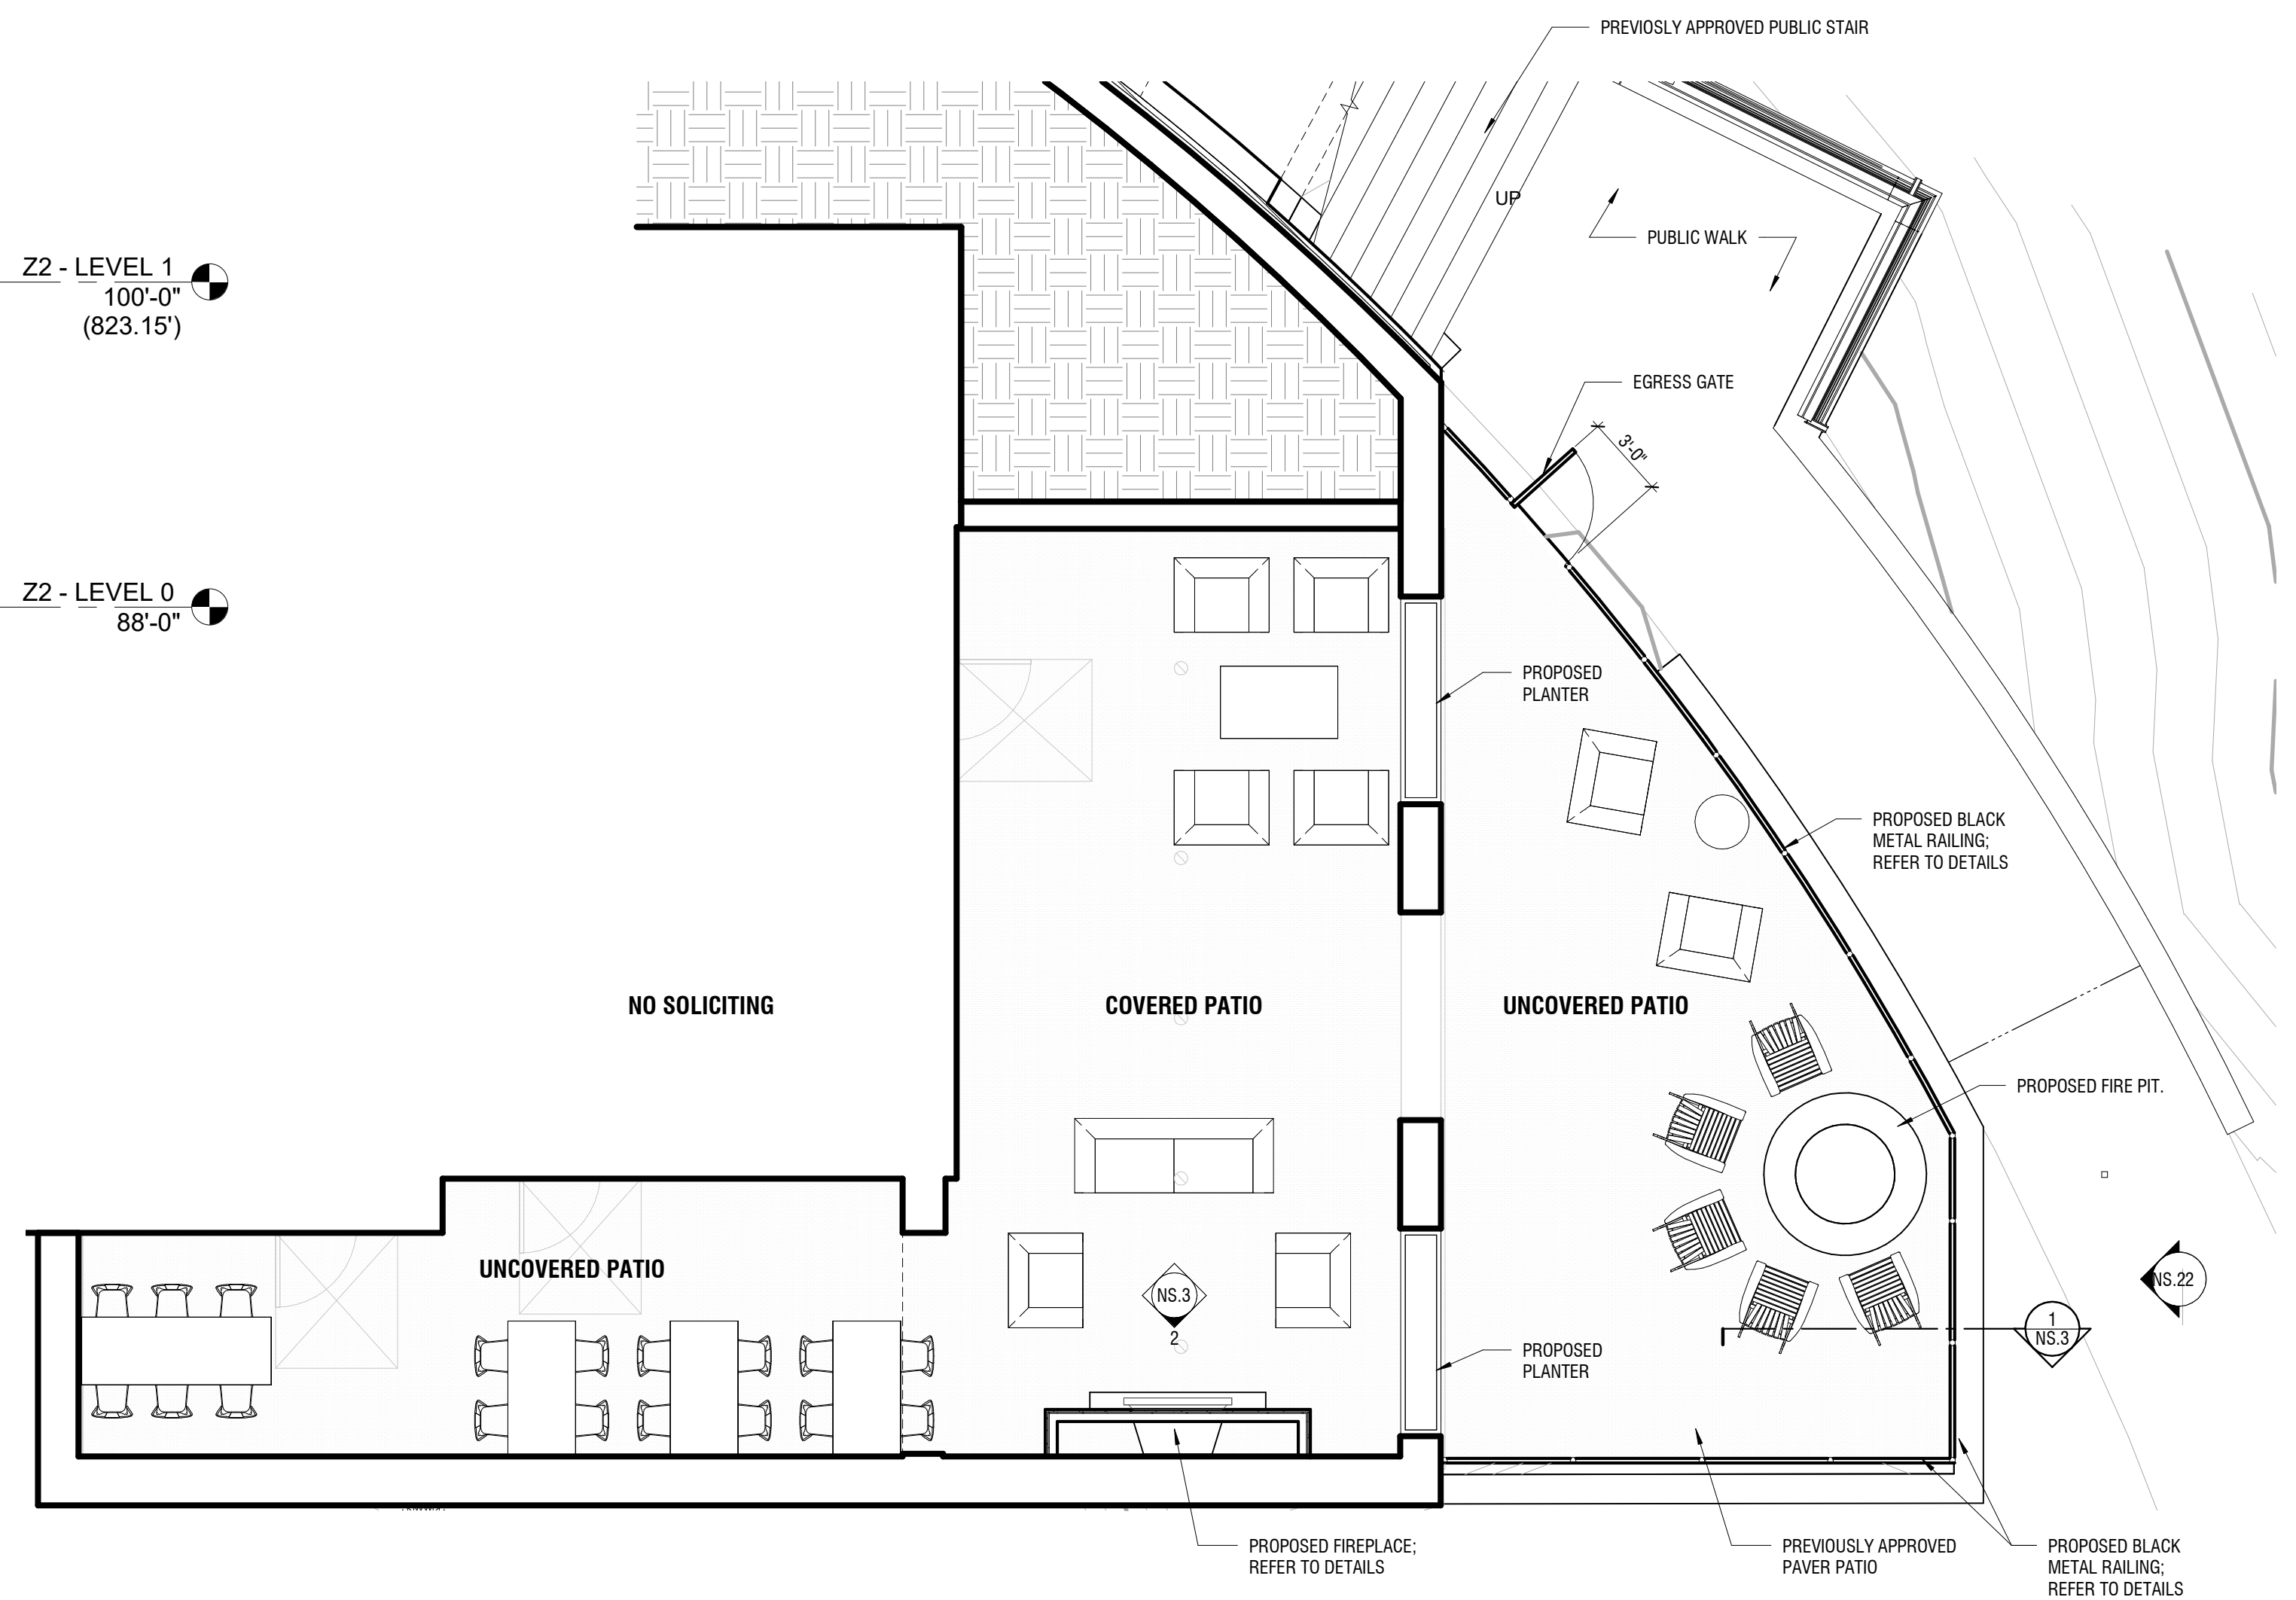 PREVIOSLY APPROVED PUBLIC STAIR
UP
PUBLIC WALK
Z2 - LEVEL 1
100'-0"
(823.15')
EGRESS GATE
3'-0"
Z2 - LEVEL 0
88'-0"
PROPOSED
PLANTER
PROPOSED BLACK
METAL RAILING;
REFER TO DETAILS
NO SOLICITING
COVERED PATIO
UNCOVERED PATIO
PROPOSED FIRE PIT.
UNCOVERED PATIO
NS.3
2
NS.22
1
NS.3
PROPOSED
PLANTER
PROPOSED FIREPLACE;
REFER TO DETAILS
PREVIOUSLY APPROVED
PAVER PATIO
PROPOSED BLACK
METAL RAILING;
REFER TO DETAILS